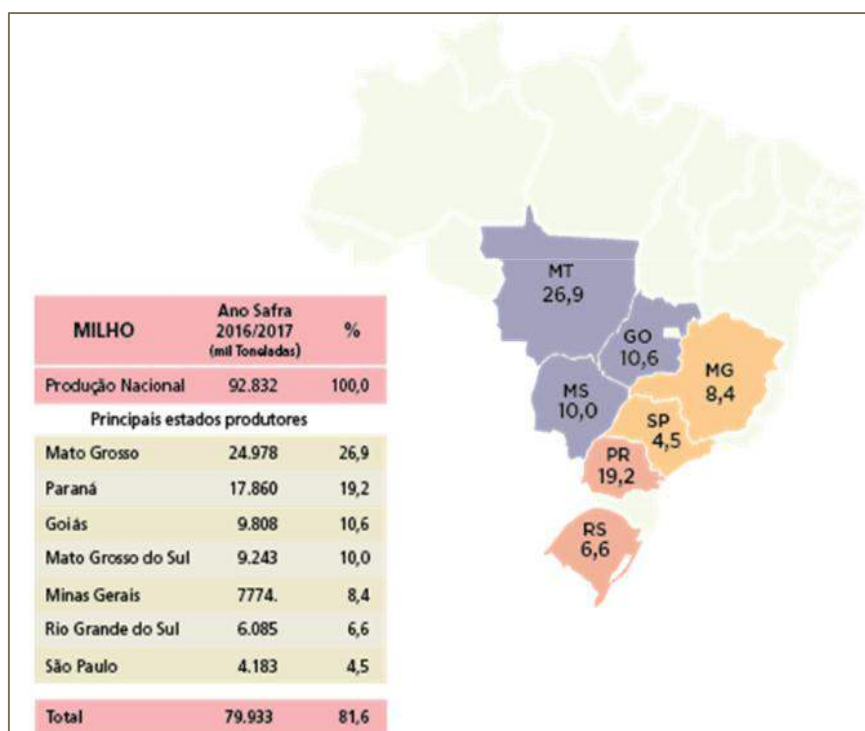 MT
26,9
GO
10,6
MS
10,0
MG
8,4
SP
4,5
PR
19,2
RS
6,6
MILHO Ano Safra 2016/2017 (mil Toneladas) %
Produção Nacional 92.832 100,0
Principais estados produtores
Mato Grosso 24.978 26,9
Paraná 17.860 19,2
Goiás 9.808 10,6
Mato Grosso do Sul 9.243 10,0
Minas Gerais 7774. 8,4
Rio Grande do Sul 6.085 6,6
São Paulo 4.183 4,5
Total 79.933 81,6